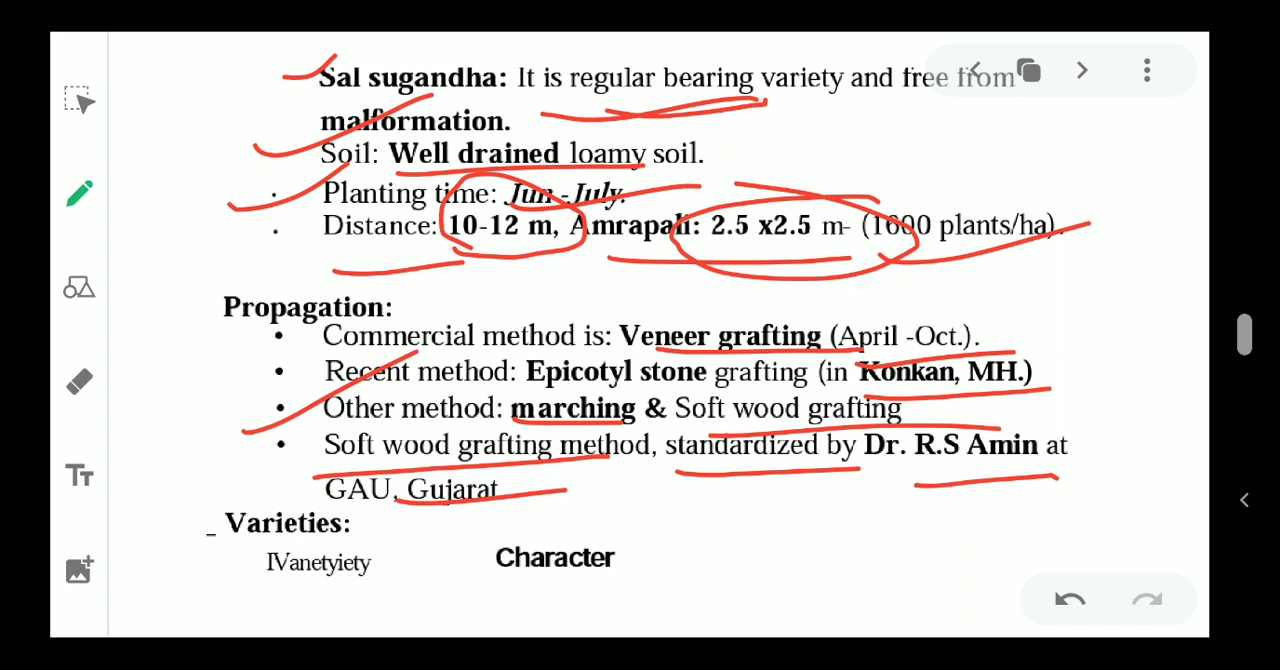 Sal sugandha: It is regular bearing variety and free from
malformation.
Soil: Well drained loamy soil.
· Planting time: Jun -July.
. Distance: 10-12 m, Amrapali: 2.5 x2.5 m- (1600 plants/ha).
Propagation:
• Commercial method is: Veneer grafting (April -Oct.).
• Recent method: Epicotyl stone grafting (in Konkan, MH.)
• Other method: marching & Soft wood grafting
• Soft wood grafting method, standardized by Dr. R.S Amin at
GAU, Gujarat
_ Varieties:
IVanetyiety Character
Tт